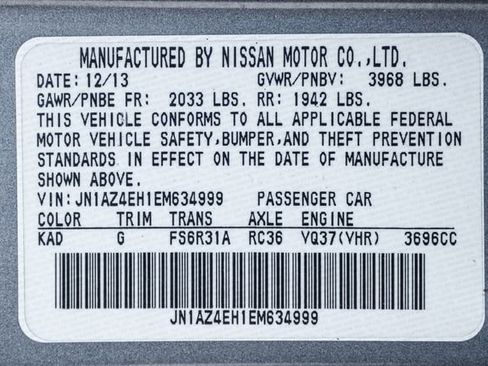 MANUFACTURED BY NISSAN MOTOR CO.,LTD.
DATE: 12/13 GVWR/PNBV: 3968 LBS.
GAWR/PNBE FR: 2033 LBS. RR: 1942 LBS.
THIS VEHICLE CONFORMS TO ALL APPLICABLE FEDERAL
MOTOR VEHICLE SAFETY,BUMPER,AND THEFT PREVENTION
STANDARDS IN EFFECT ON THE DATE OF MANUFACTURE
SHOWN ABOVE.
VIN:JN1AZ4EH1EM634999 PASSENGER CAR
COLOR TRIM TRANS AXLE ENGINE
KAD G FS6R31A RC36 VQ37(VHR) 3696CC
JN1AZ4EH1EM634999